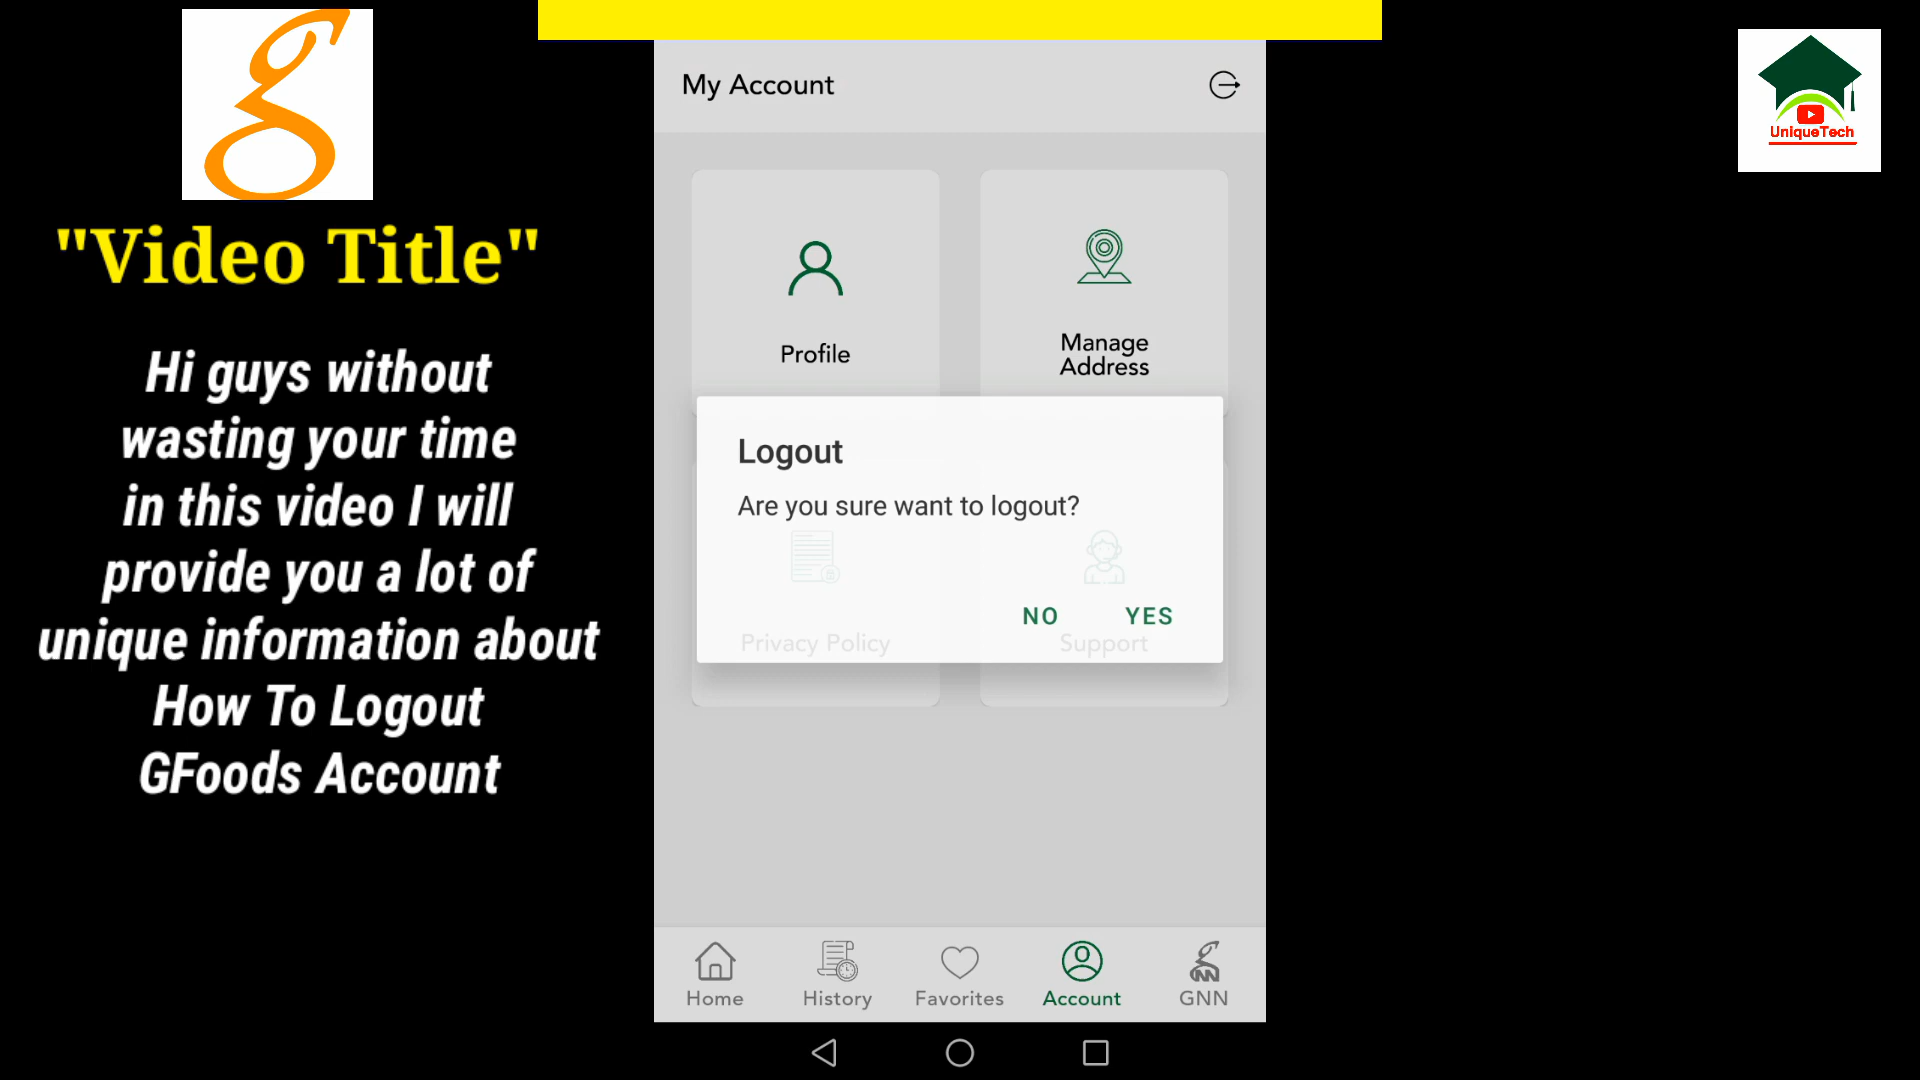 "Video Title"
Hi guys without
wasting your time
in this video I will
provide you a lot of
unique information about
How To Logout
GFoods Account
My Account
Profile
Manage
Address
Logout
Are you sure want to logout?
NO YES
Privacy Policy
Support
Home
History
Favorites
Account
GNN
UniqueTech